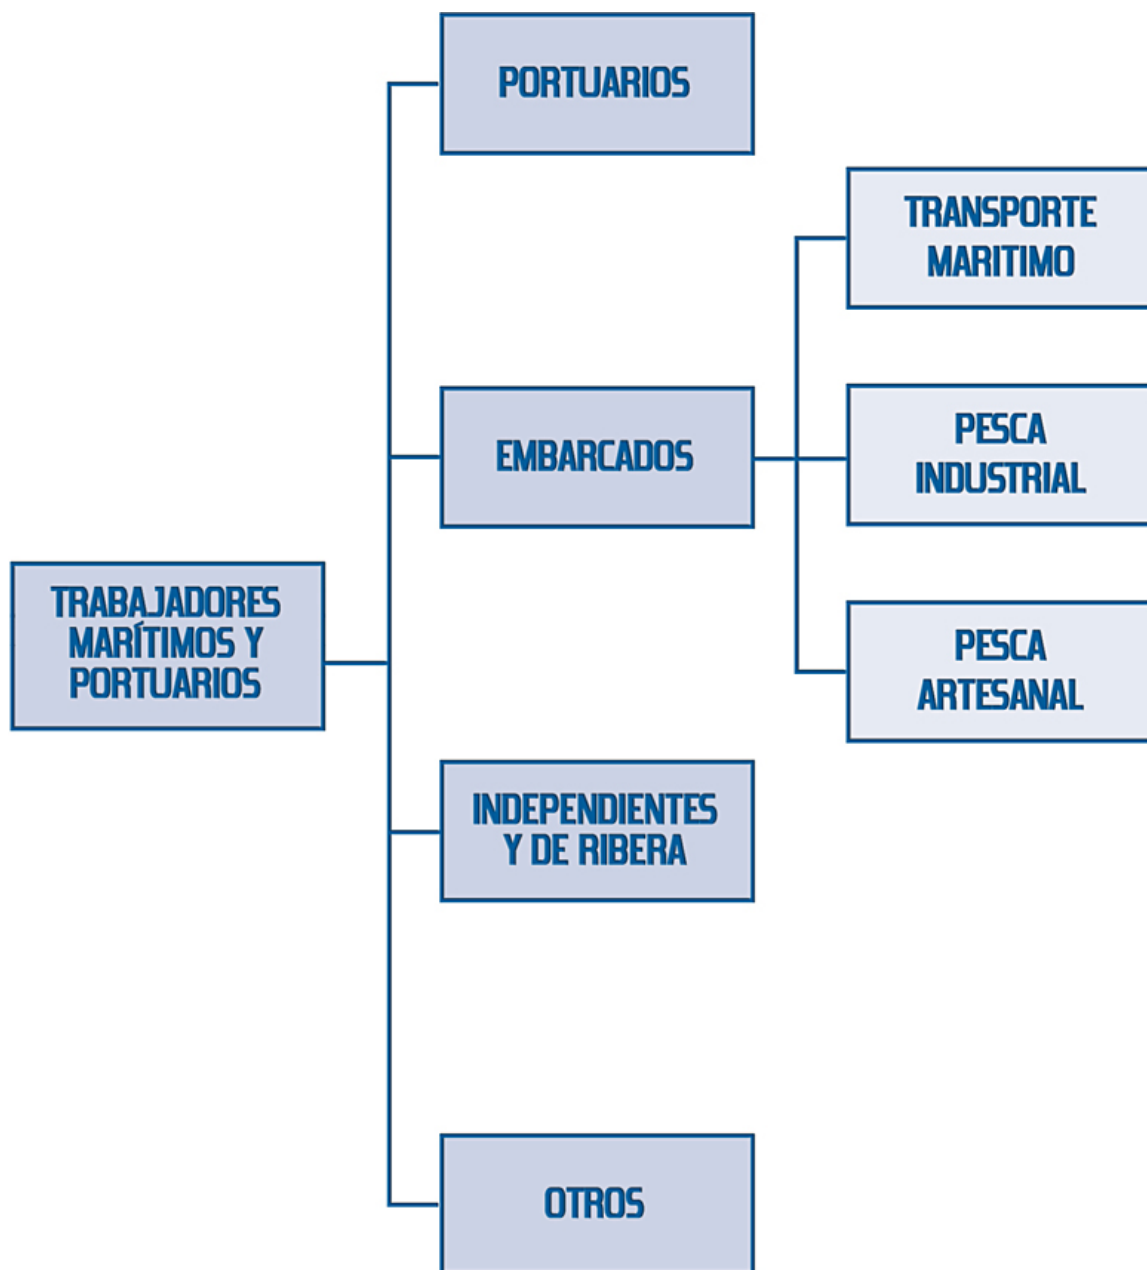 PORTUARIOS
TRANSPORTE
MARITIMO
EMBARCADOS
PESCA
INDUSTRIAL
TRABAJADORES
MARÍTIMOS Y
PORTUARIOS
PESCA
ARTESANAL
INDEPENDIENTES
Y DE RIBERA
OTROS